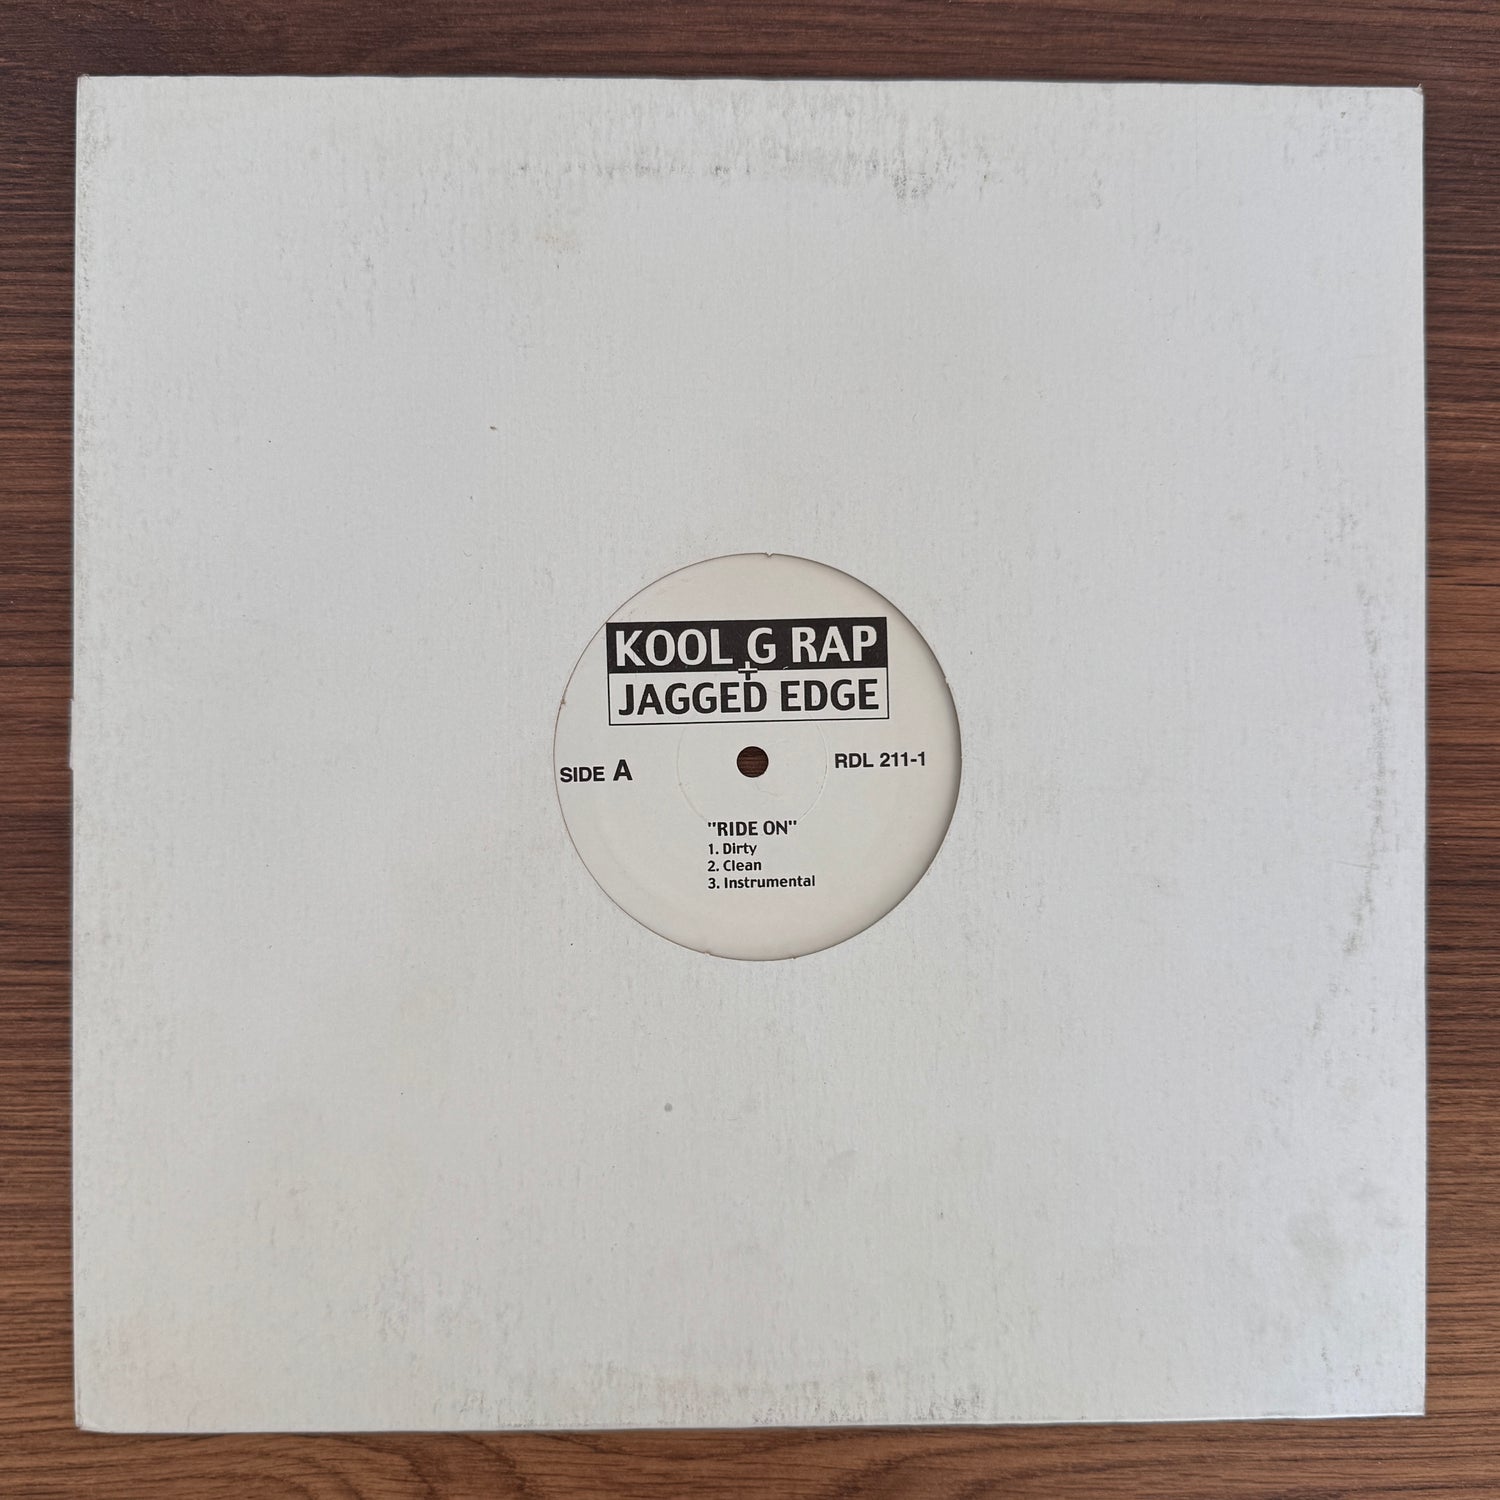 KOOL G RAP
+
JAGGED EDGE
SIDE A
RDL 211-1
"RIDE ON"
1. Dirty
2. Clean
3. Instrumental